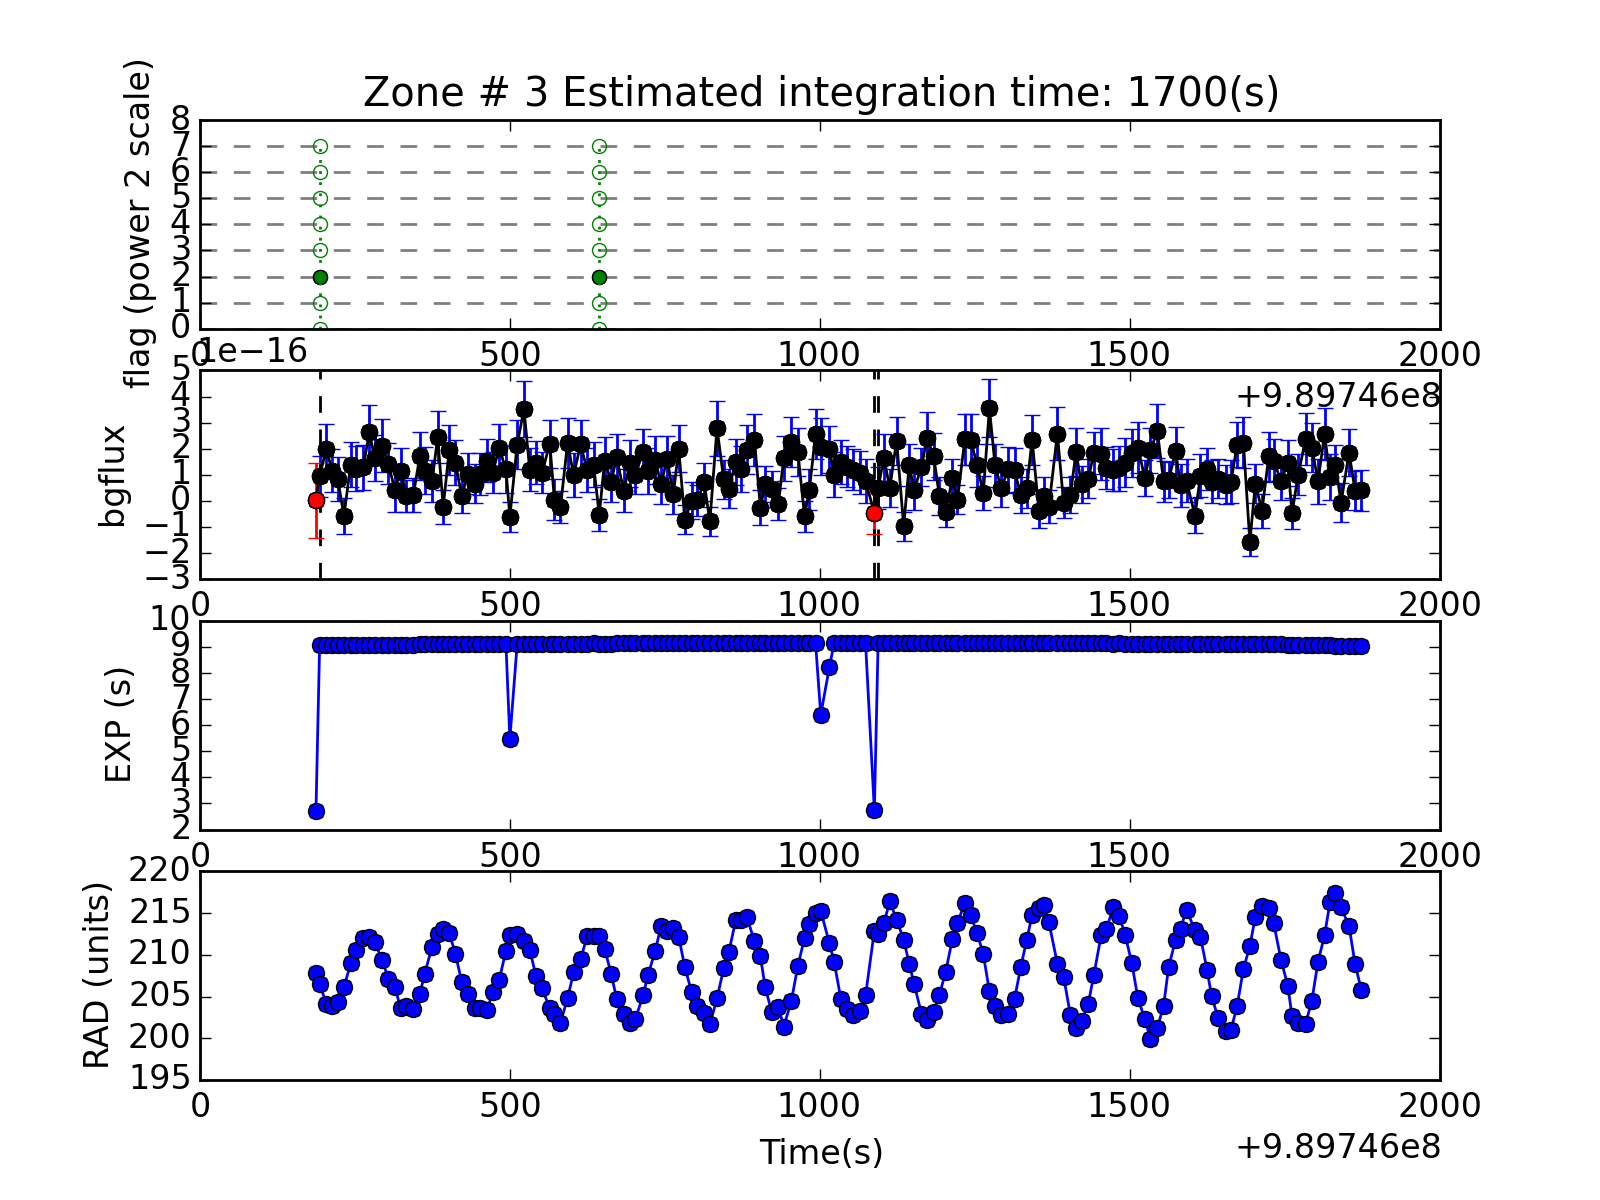 Zone # 3 Estimated integration time: 1700(s)
flag (power 2 scale)
8
7
6
5
4
3
2
1
0
0 500 1000 1500 2000
1e−16
+9.89746e8
bgflux
5
4
3
2
1
0
−1
−2
−3
0 500 1000 1500 2000
EXP (s)
10
9
8
7
6
5
4
3
2
0 500 1000 1500 2000
RAD (units)
220
215
210
205
200
195
0 500 1000 1500 2000
Time(s)
+9.89746e8